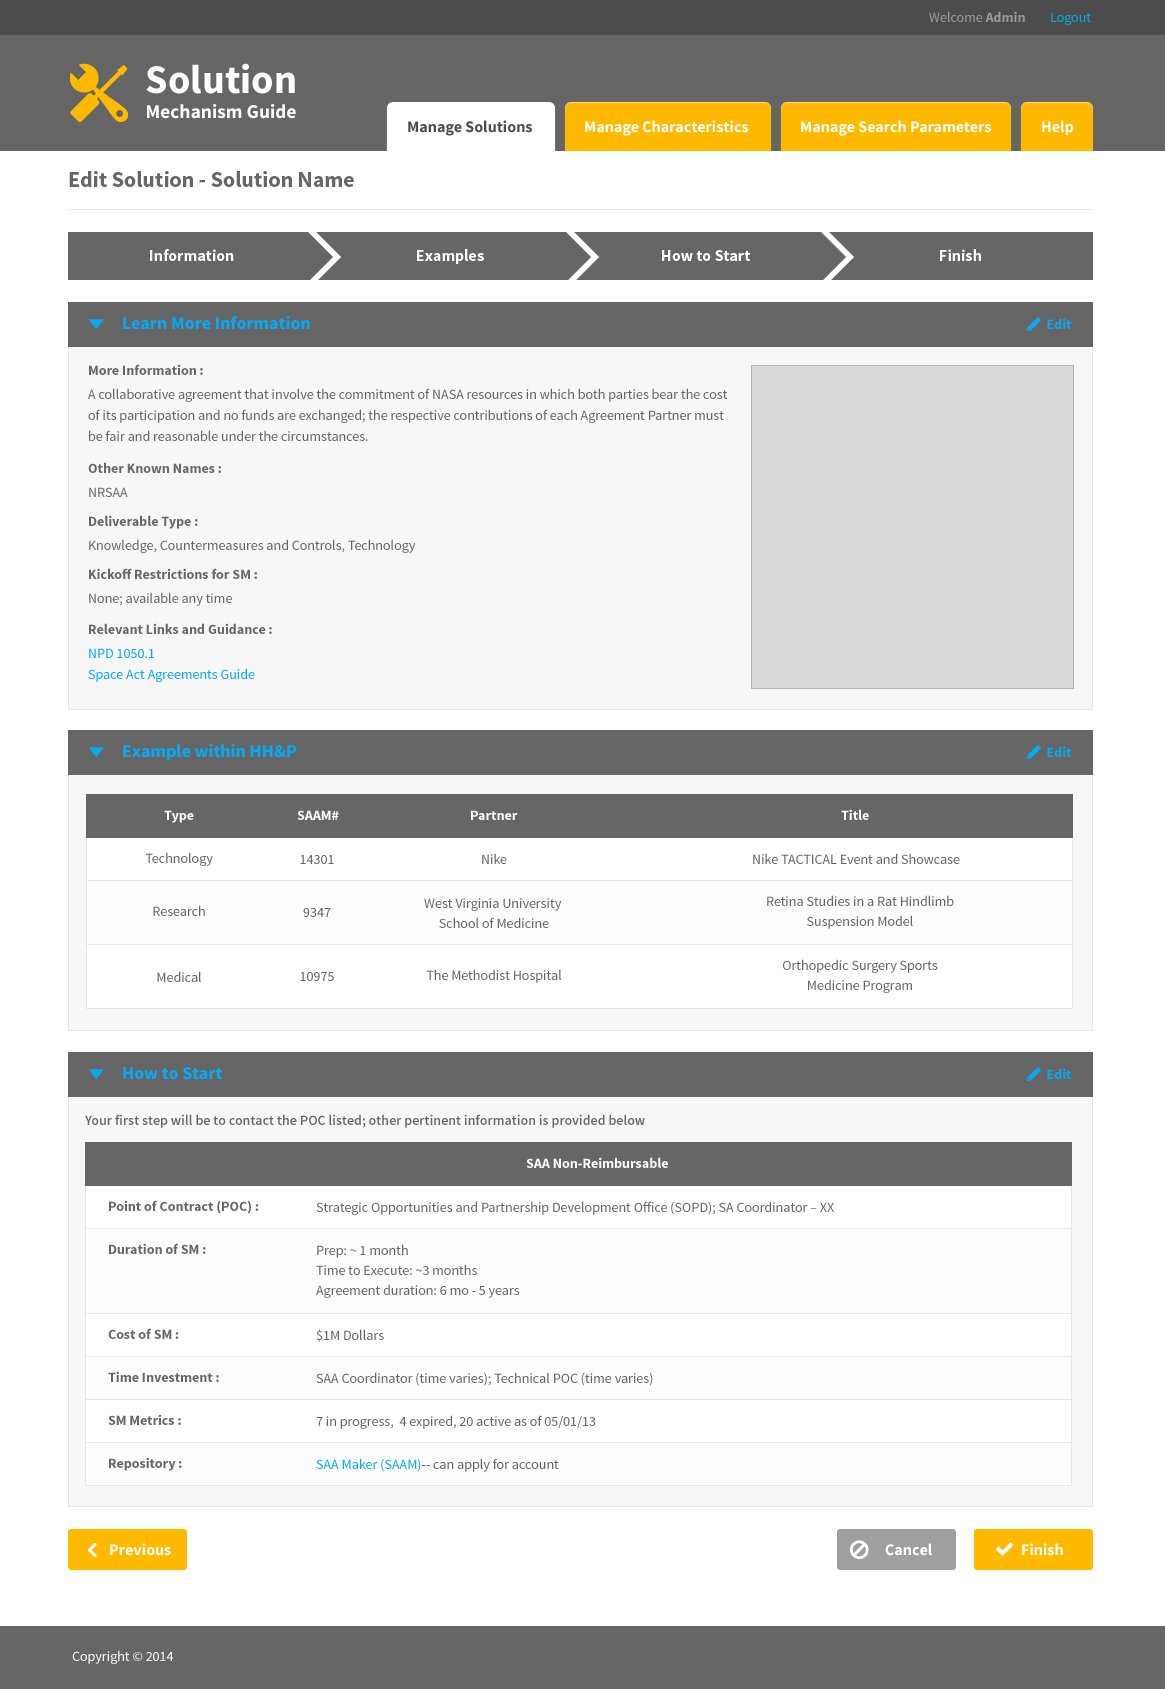 Welcome Admin Logout
Solution
Mechanism Guide
Manage Solutions
Manage Characteristics
Manage Search Parameters
Help
Edit Solution - Solution Name
Information
Examples
How to Start
Finish
Learn More Information
Edit
More Information :
A collaborative agreement that involve the commitment of NASA resources in which both parties bear the cost
of its participation and no funds are exchanged; the respective contributions of each Agreement Partner must
be fair and reasonable under the circumstances.
Other Known Names :
NRSAA
Deliverable Type :
Knowledge, Countermeasures and Controls, Technology
Kickoff Restrictions for SM :
None; available any time
Relevant Links and Guidance :
NPD 1050.1
Space Act Agreements Guide
Example within HH&P
Edit
Type SAAM# Partner Title
Technology 14301 Nike Nike TACTICAL Event and Showcase
Research 9347
West Virginia University
School of Medicine
Retina Studies in a Rat Hindlimb
Suspension Model
Medical 10975 The Methodist Hospital
Orthopedic Surgery Sports
Medicine Program
How to Start
Edit
Your first step will be to contact the POC listed; other pertinent information is provided below
SAA Non-Reimbursable
Point of Contract (POC) : Strategic Opportunities and Partnership Development Office (SOPD); SA Coordinator – XX
Duration of SM : Prep: ~ 1 month
Time to Execute: ~3 months
Agreement duration: 6 mo - 5 years
Cost of SM : $1M Dollars
Time Investment : SAA Coordinator (time varies); Technical POC (time varies)
SM Metrics : 7 in progress,  4 expired, 20 active as of 05/01/13
Repository : SAA Maker (SAAM)-- can apply for account
Previous
Cancel
Finish
Copyright © 2014